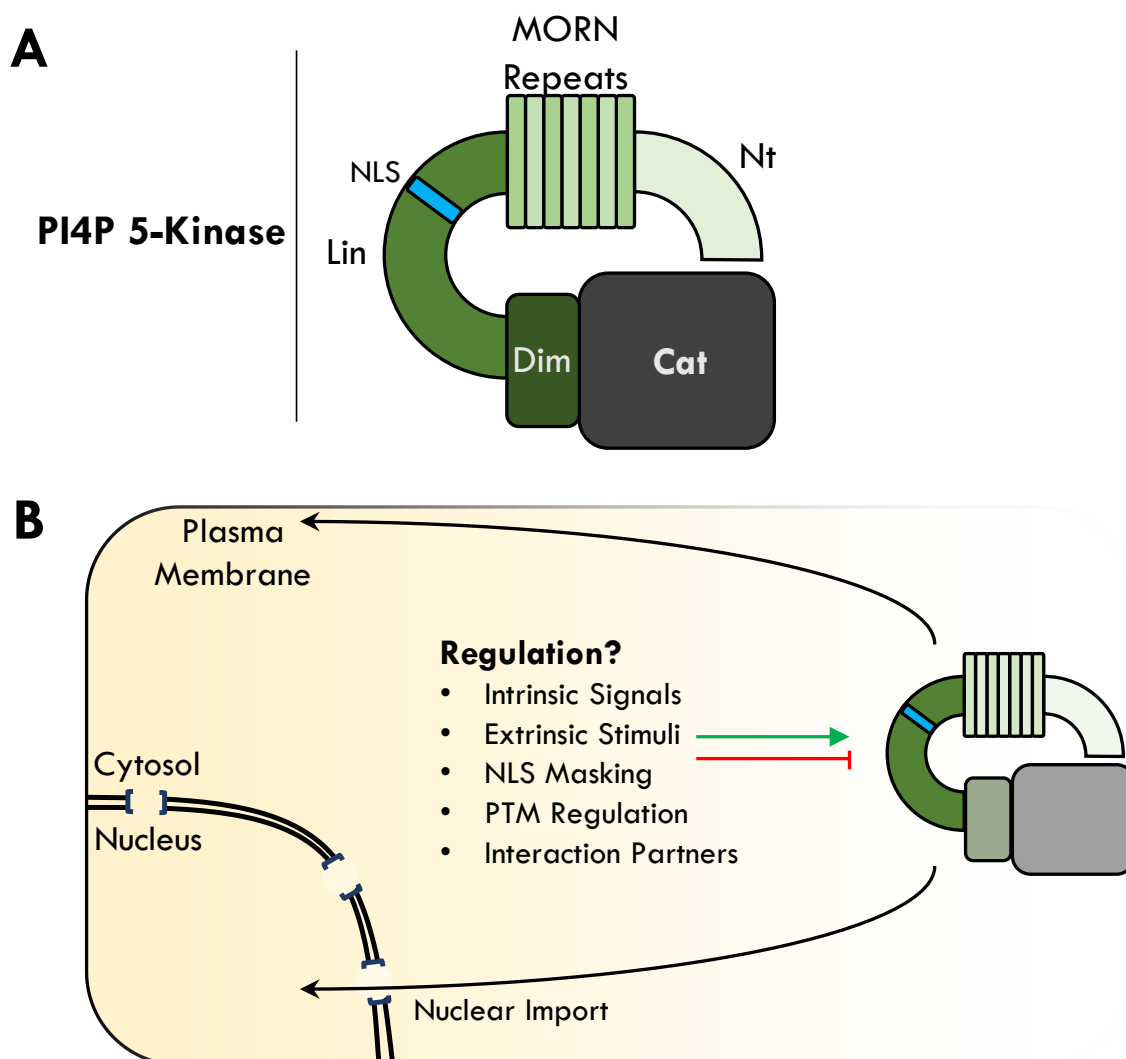 A
MORN
Repeats
Nt
NLS
PI4P 5-Kinase
Lin
Dim
Cat
B
Plasma
Membrane
Regulation?
• Intrinsic Signals
• Extrinsic Stimuli
• NLS Masking
• PTM Regulation
• Interaction Partners
Cytosol
Nucleus
Nuclear Import